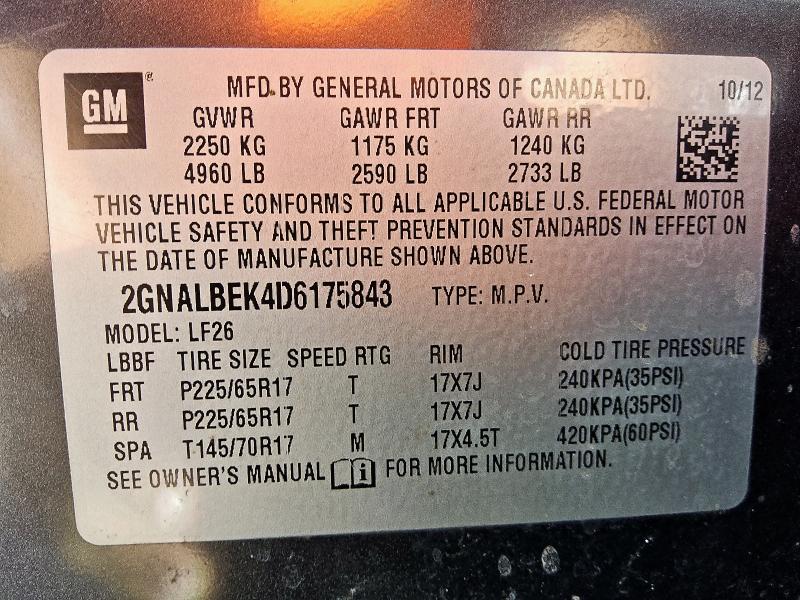 GM ®
MFD.BY GENERAL MOTORS OF CANADA LTD. 10/12
GVWR GAWR FRT GAWR RR
2250 KG 1175 KG 1240 KG
4960 LB 2590 LB 2733 LB
THIS VEHICLE CONFORMS TO ALL APPLICABLE U.S. FEDERAL MOTOR
VEHICLE SAFETY AND THEFT PREVENTION STANDARDS IN EFFECT ON
THE DATE OF MANUFACTURE SHOWN ABOVE.
2GNALBEK4D6175843 TYPE: M.P.V.
MODEL: LF26
LBBF TIRE SIZE SPEED RTG RIM COLD TIRE PRESSURE
FRT P225/65R17 T 17X7J 240KPA(35PSI)
RR P225/65R17 T 17X7J 240KPA(35PSI)
SPA T145/70R17 M 17X4.5T 420KPA(60PSI)
SEE OWNER'S MANUAL i FOR MORE INFORMATION.